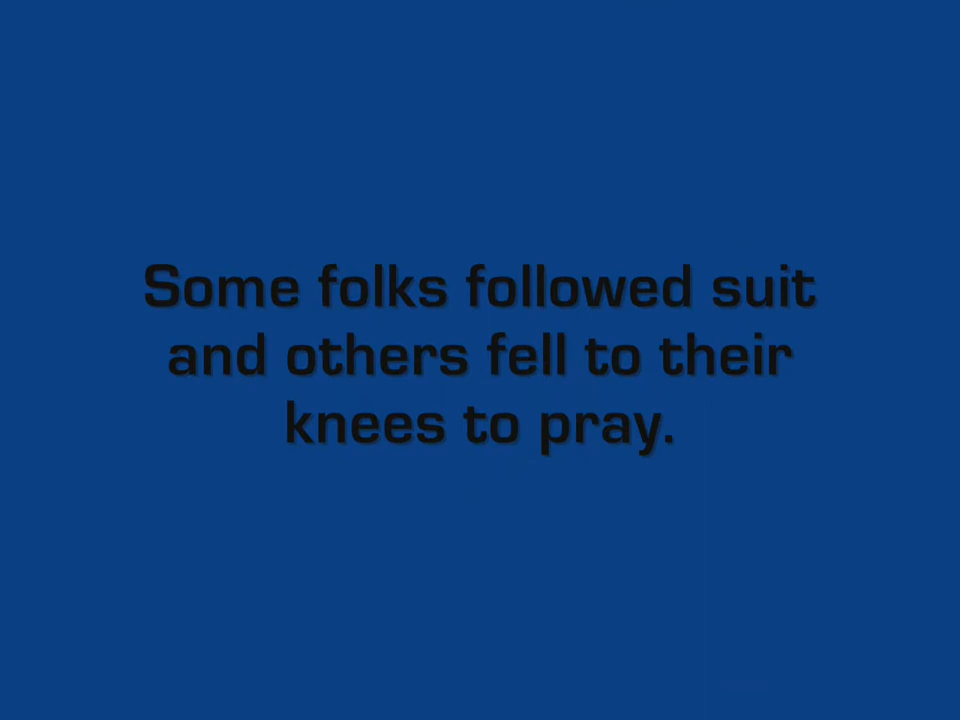 Some folks followed suit
and others fell to their
knees to pray.